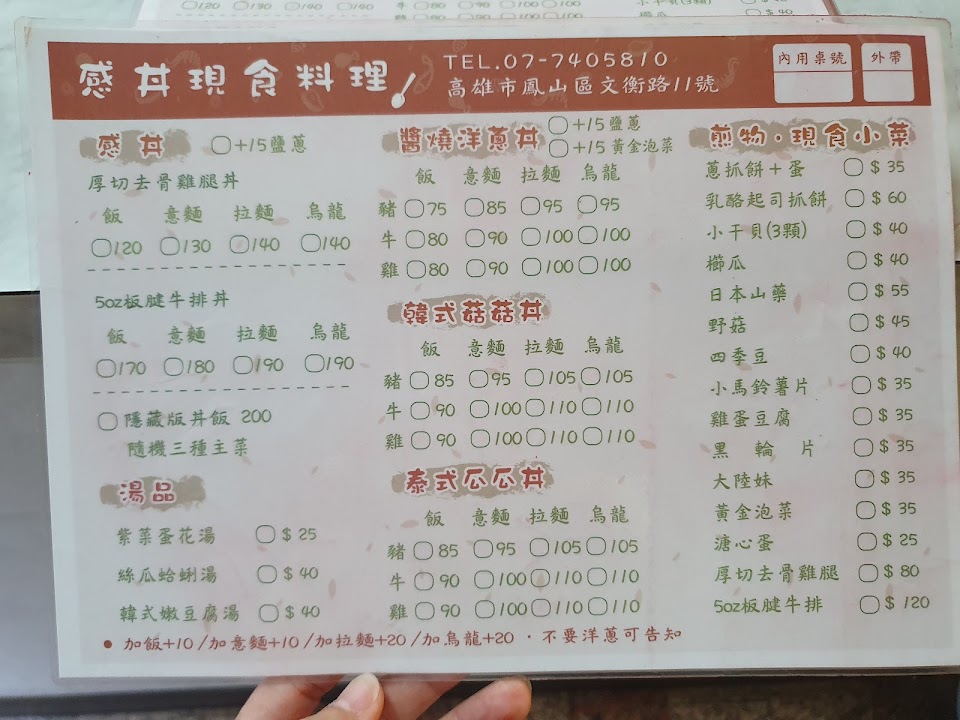 感丼現食料理!
TEL.07-7405810
高雄市鳳山區文衡路11號
內用桌號
外帶
感丼 +15鹽蔥
厚切去骨雞腿丼
飯 意麵 拉麵 烏龍
120 130 140 140
5oz板腱牛排丼
飯 意麵 拉麵 烏龍
170 180 190 190
隱藏版丼飯 200
隨機三種主菜
湯品
紫菜蛋花湯 $ 25
絲瓜蛤蜊湯 $ 40
韓式嫩豆腐湯 $ 40
醬燒洋蔥丼 +15鹽蔥
+15黃金泡菜
飯 意麵 拉麵 烏龍
豬 75 85 95 95
牛 80 90 100 100
雞 80 90 100 100
韓式菇菇丼
飯 意麵 拉麵 烏龍
豬 85 95 105 105
牛 90 100 110 110
雞 90 100 110 110
泰式瓜瓜丼
飯 意麵 拉麵 烏龍
豬 85 95 105 105
牛 90 100 110 110
雞 90 100 110 110
煎物·現食小菜
蔥抓餅+蛋 $ 35
乳酪起司抓餅 $ 60
小干貝(3顆) $ 40
櫛瓜 $ 40
日本山藥 $ 55
野菇 $ 45
四季豆 $ 40
小馬鈴薯片 $ 35
雞蛋豆腐 $ 35
黑輪片 $ 35
大陸妹 $ 35
黃金泡菜 $ 35
溏心蛋 $ 25
厚切去骨雞腿 $ 80
5oz板腱牛排 $ 120
• 加飯+10/加意麵+10/加拉麵+20/加烏龍+20 · 不要洋蔥可告知